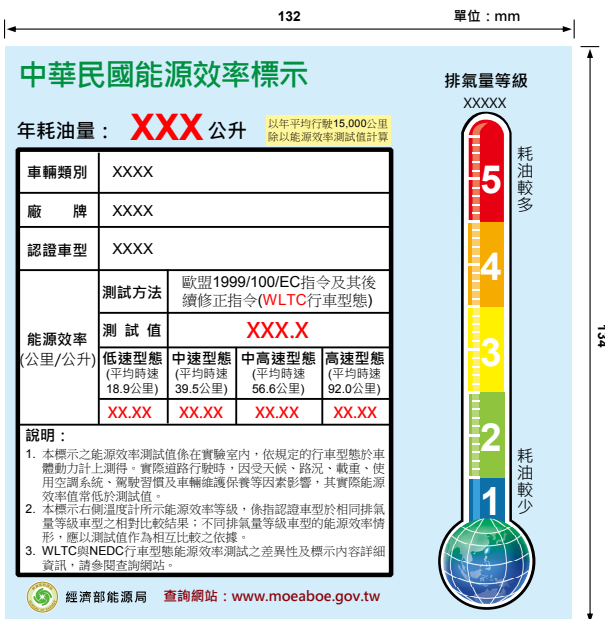 132
單位：mm
中華民國能源效率標示
排氣量等級
XXXXX
年耗油量： XXX 公升
以年平均行駛15,000公里
除以能源效率測試值計算
車輛類別 XXXX
廠 牌 XXXX
認證車型 XXXX
能源效率
(公里/公升)
測試方法
歐盟1999/100/EC指令及其後
續修正指令(WLTC行車型態)
測 試 值 XXX.X
低速型態 中速型態 中高速型態 高速型態
(平均時速 (平均時速 (平均時速 (平均時速
18.9公里) 39.5公里) 56.6公里) 92.0公里)
XX.XX XX.XX XX.XX XX.XX
說明：
1. 本標示之能源效率測試值係在實驗室內，依規定的行車型態於車
體動力計上測得。實際道路行駛時，因受天候、路況、載重、使
用空調系統、駕駛習慣及車輛維護保養等因素影響，其實際能源
效率值常低於測試值。
2. 本標示右側溫度計所示能源效率等級，係指認證車型於相同排氣
量等級車型之相對比較結果；不同排氣量等級車型的能源效率情
形，應以測試值作為相互比較之依據。
3. WLTC與NEDC行車型態能源效率測試之差異性及標示內容詳細
資訊，請參閱查詢網站。
經濟部能源局 查詢網站：www.moeaboe.gov.tw
5
耗油較多
4
3
2
耗油較少
1
134